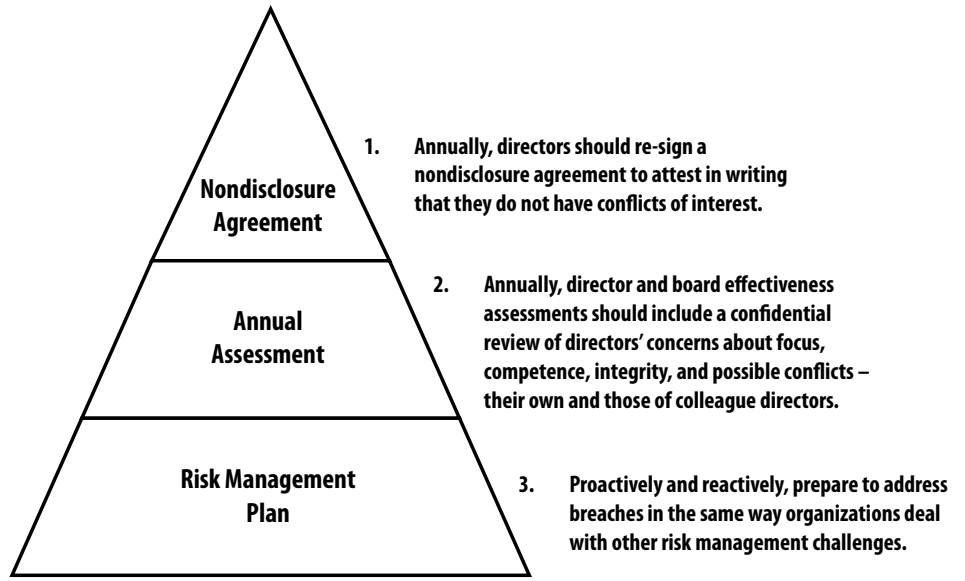 1. Annually, directors should re-sign a
nondisclosure agreement to attest in writing
that they do not have conflicts of interest.
Nondisclosure
Agreement
2. Annually, director and board effectiveness
assessments should include a confidential
review of directors’ concerns about focus,
competence, integrity, and possible conflicts –
their own and those of colleague directors.
Annual
Assessment
3. Proactively and reactively, prepare to address
breaches in the same way organizations deal
with other risk management challenges.
Risk Management
Plan